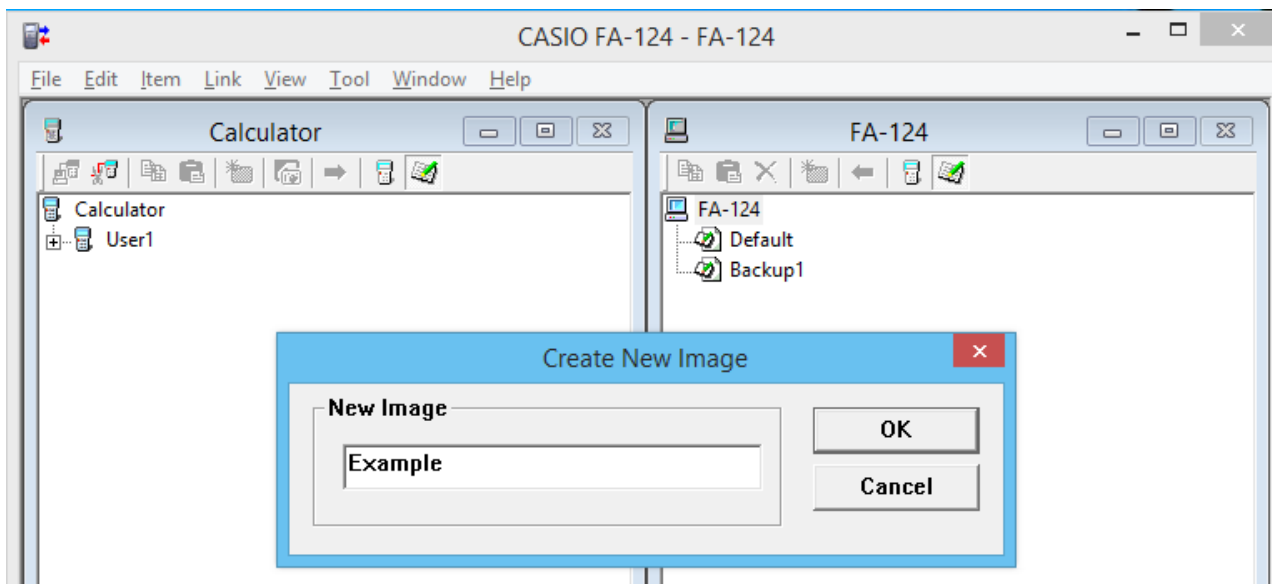 CASIO FA-124 - FA-124
File Edit Item Link View Tool Window Help
Calculator
FA-124
Calculator
User1
FA-124
Default
Backup1
Create New Image
New Image
Example
OK
Cancel